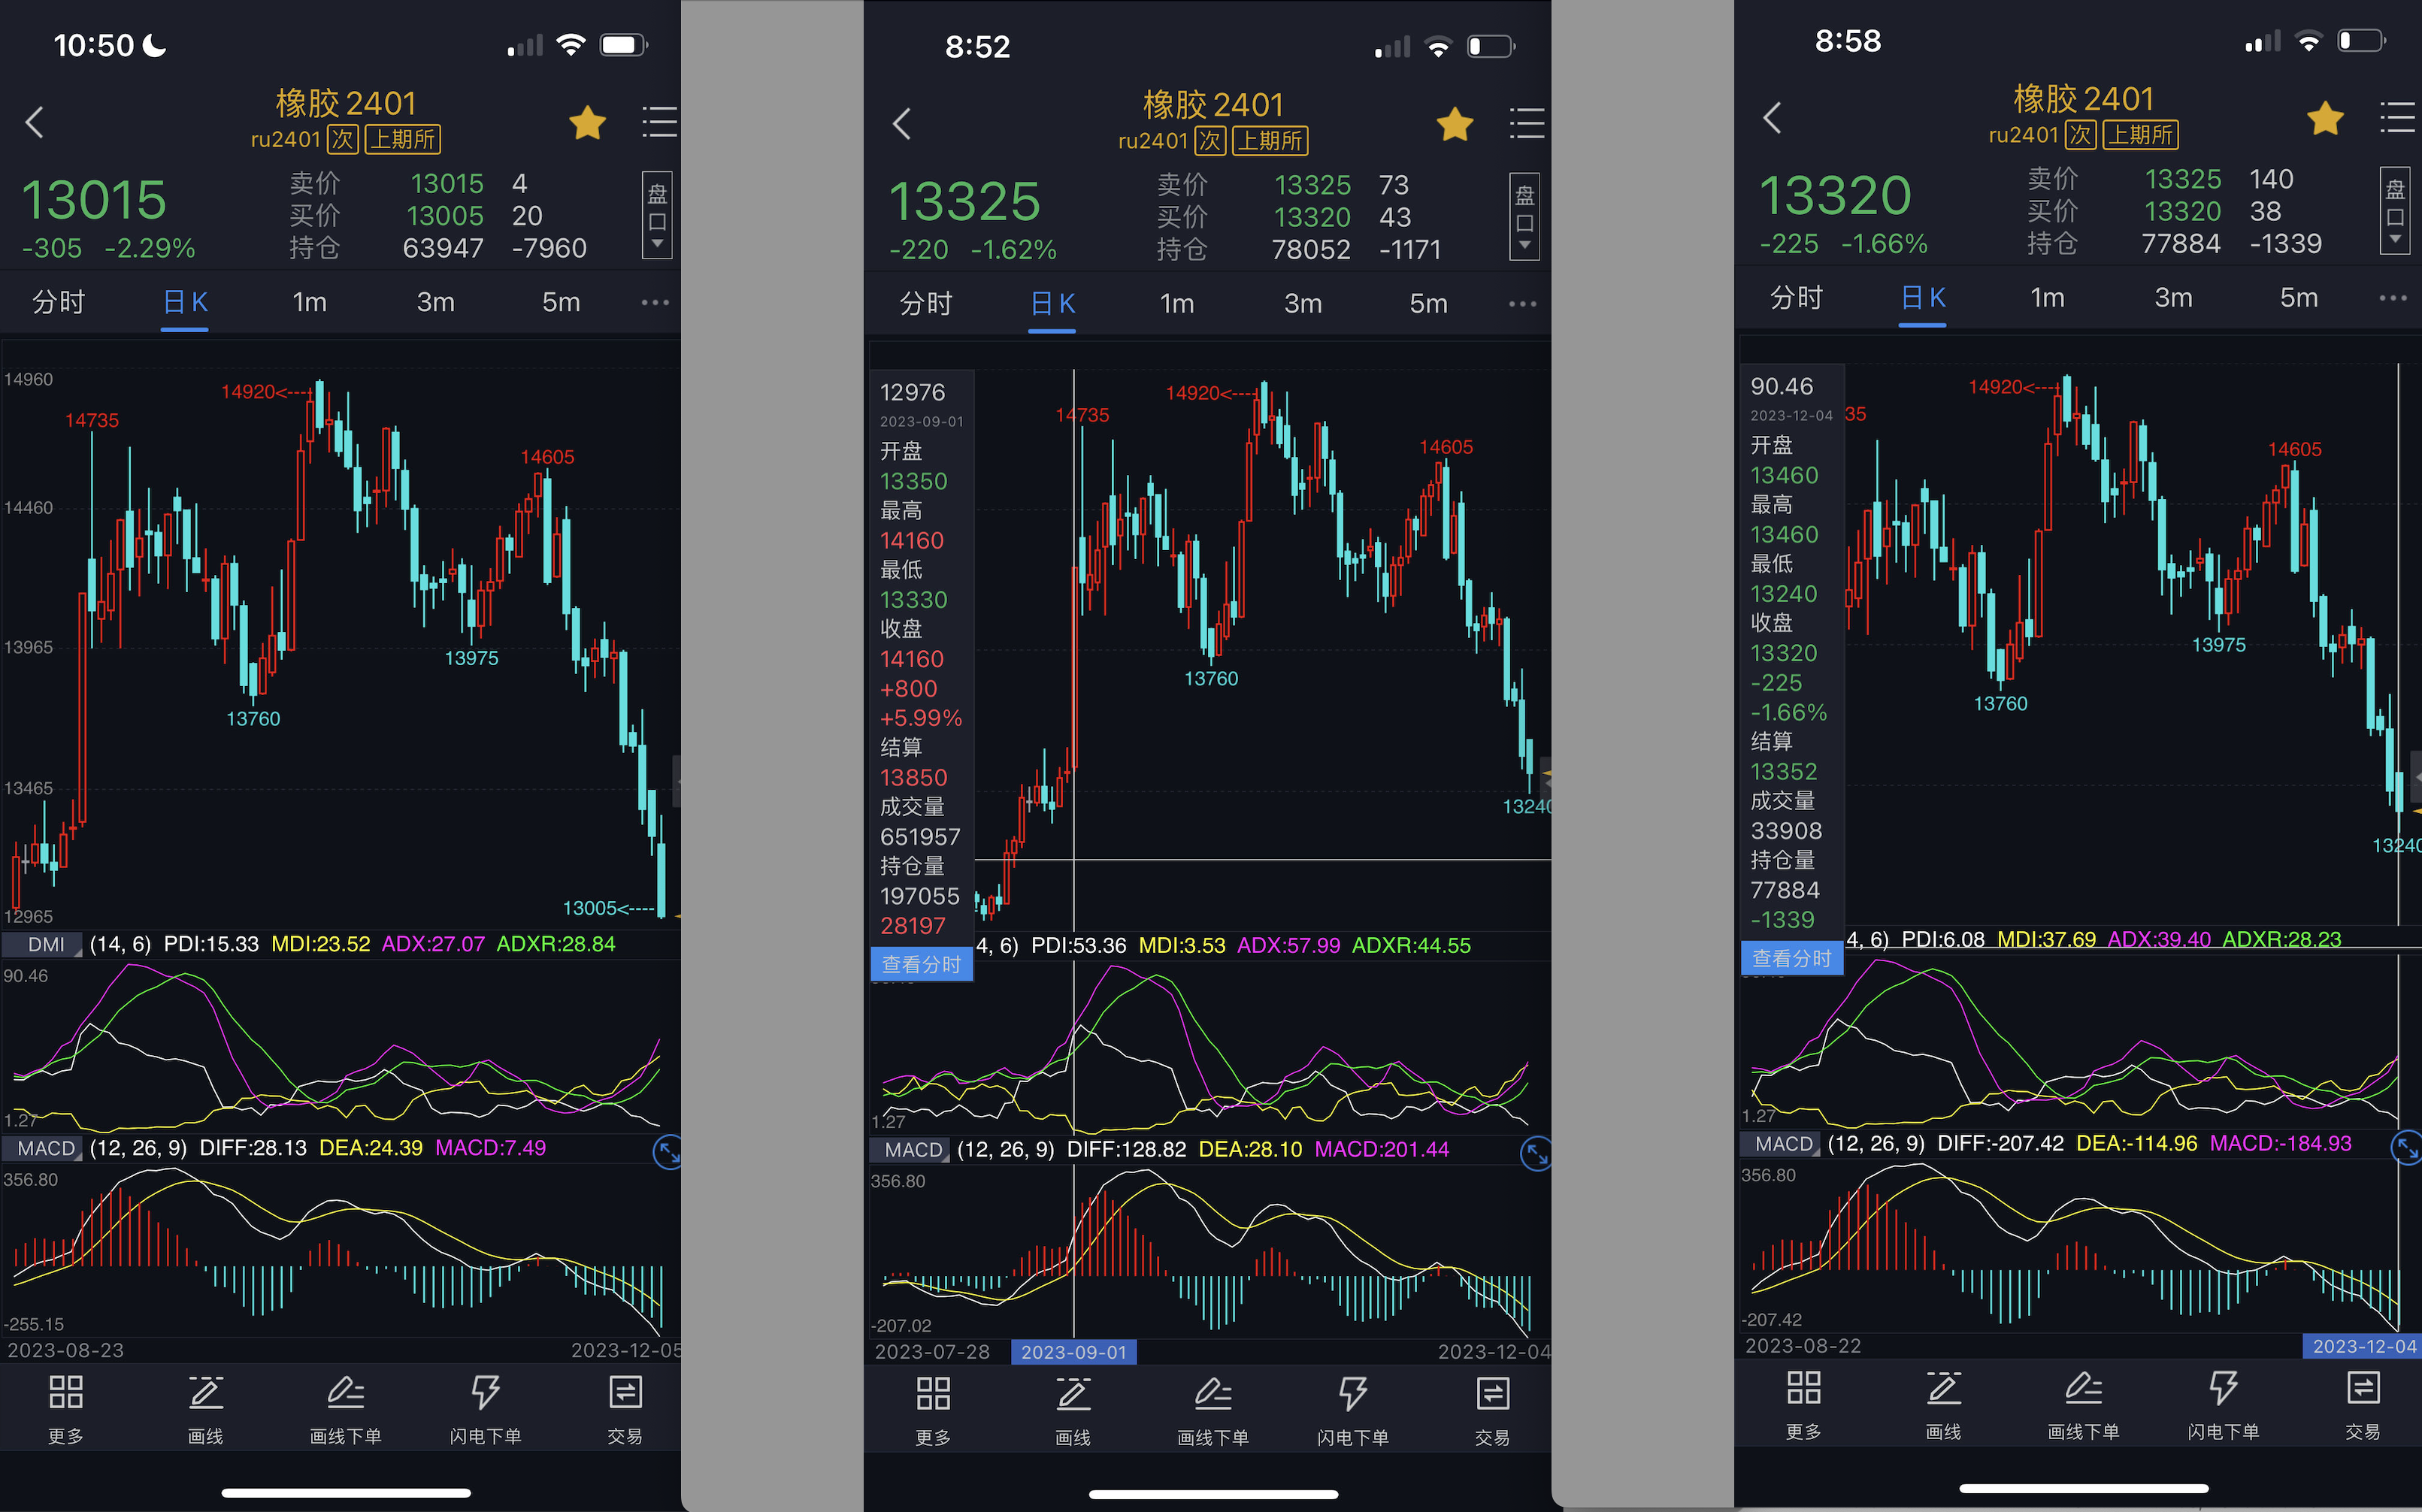 10:50
橡胶2401
ru2401 次 上期所
13015
-305 -2.29%
卖价 13015 4
买价 13005 20
持仓 63947 -7960
盘口
分时 日K 1m 3m 5m
14960
14920<----
14735
14605
14460
13965
13975
13760
13465
13005<----
12965
DMI (14, 6) PDI:15.33 MDI:23.52 ADX:27.07 ADXR:28.84
90.46
1.27
MACD (12, 26, 9) DIFF:28.13 DEA:24.39 MACD:7.49
356.80
-255.15
2023-08-23 2023-12-05
更多 画线 画线下单 闪电下单 交易
8:52
橡胶2401
ru2401 次 上期所
13325
-220 -1.62%
卖价 13325 73
买价 13320 43
持仓 78052 -1171
盘口
分时 日K 1m 3m 5m
12976
2023-09-01
开盘
13350
最高
14160
最低
13330
收盘
14160
+800
+5.99%
结算
13850
成交量
651957
持仓量
197055
28197
查看分时
14920<----
14735
14605
13760
13240
4, 6) PDI:53.36 MDI:3.53 ADX:57.99 ADXR:44.55
1.27
MACD (12, 26, 9) DIFF:128.82 DEA:28.10 MACD:201.44
356.80
-207.02
2023-07-28 2023-09-01 2023-12-04
更多 画线 画线下单 闪电下单 交易
8:58
橡胶2401
ru2401 次 上期所
13320
-225 -1.66%
卖价 13325 140
买价 13320 38
持仓 77884 -1339
盘口
分时 日K 1m 3m 5m
90.46
2023-12-04
开盘
13460
最高
13460
最低
13240
收盘
13320
-225
-1.66%
结算
13352
成交量
33908
持仓量
77884
-1339
查看分时
14920<----
35
14605
13975
13760
13240
4, 6) PDI:6.08 MDI:37.69 ADX:39.40 ADXR:28.23
1.27
MACD (12, 26, 9) DIFF:-207.42 DEA:-114.96 MACD:-184.93
356.80
-207.42
2023-08-22 2023-12-04
更多 画线 画线下单 闪电下单 交易